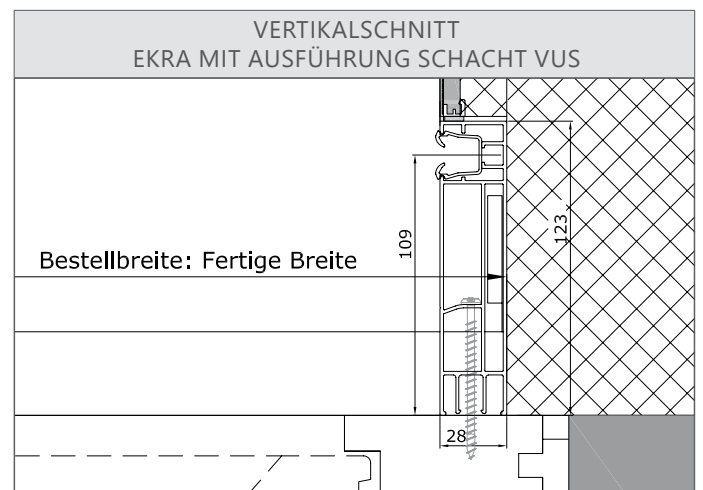 VERTIKALSCHNITT
EKRA MIT AUSFÜHRUNG SCHACHT VUS
109
123
Bestellbreite: Fertige Breite
28